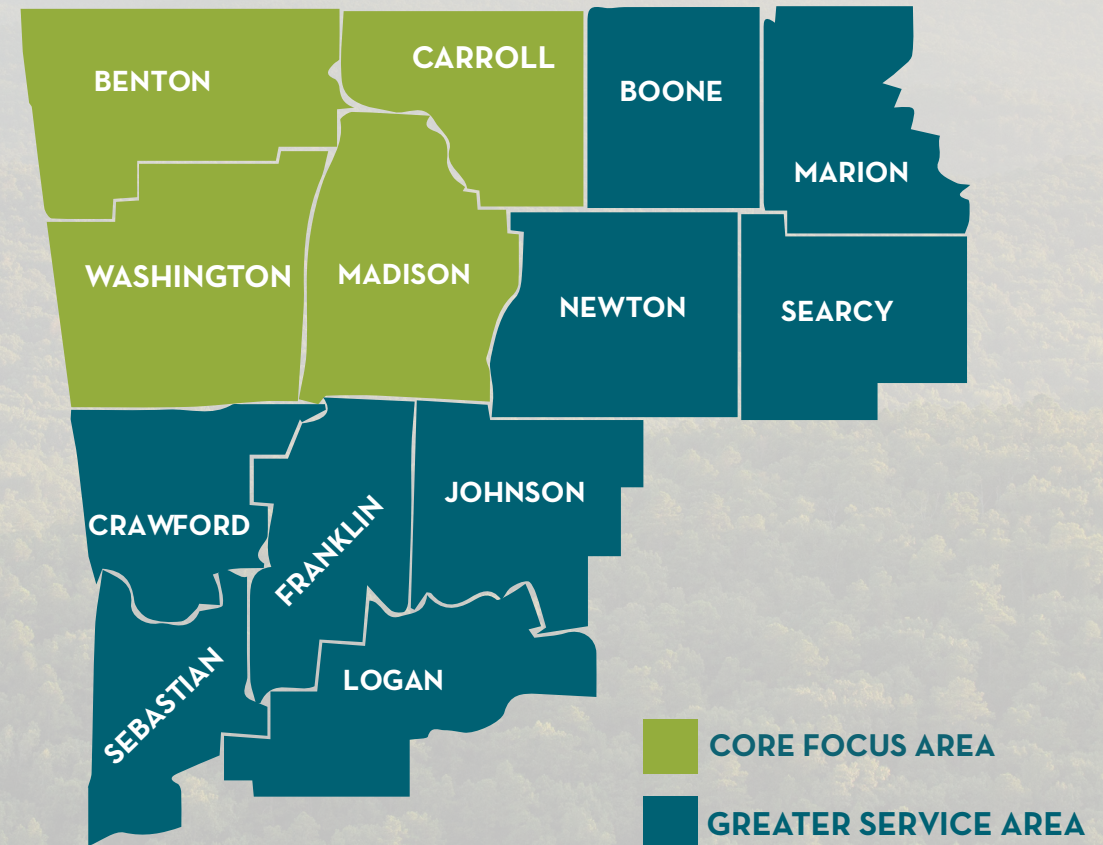 BENTON
CARROLL
BOONE
MARION
WASHINGTON
MADISON
NEWTON
SEARCY
CRAWFORD
FRANKLIN
JOHNSON
SEBASTIAN
LOGAN
CORE FOCUS AREA
GREATER SERVICE AREA